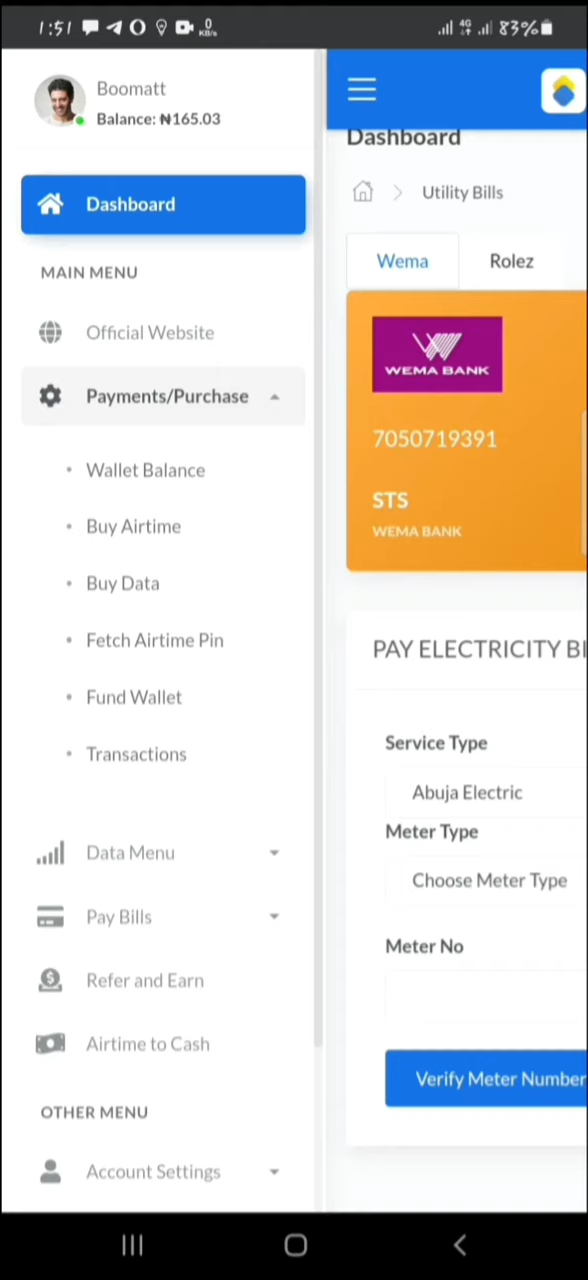 1:51
0
KB/s
4G
83%
Boomatt
Balance: ₦165.03
Dashboard
MAIN MENU
Official Website
Payments/Purchase
Wallet Balance
Buy Airtime
Buy Data
Fetch Airtime Pin
Fund Wallet
Transactions
Data Menu
Pay Bills
Refer and Earn
Airtime to Cash
OTHER MENU
Account Settings
Dashboard
Utility Bills
Wema
Rolez
WEMA BANK
7050719391
STS
WEMA BANK
PAY ELECTRICITY BI
Service Type
Abuja Electric
Meter Type
Choose Meter Type
Meter No
Verify Meter Number